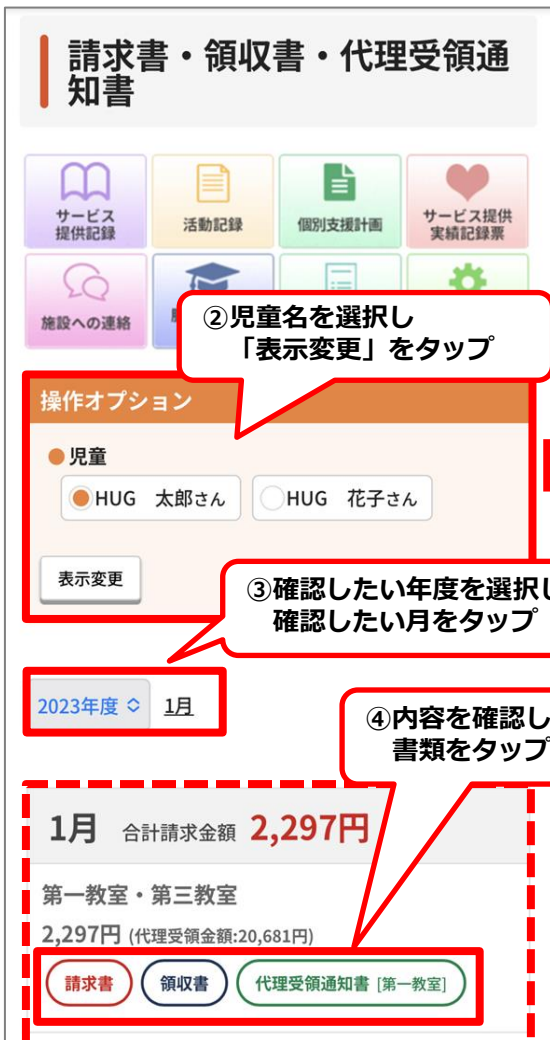 請求書・領収書・代理受領通
知書
サービス
提供記録
活動記録
個別支援計画
サービス提供
実績記録票
施設への連絡
②児童名を選択し
「表示変更」をタップ
操作オプション
児童
HUG 太郎さん
HUG 花子さん
表示変更
③確認したい年度を選択し
確認したい月をタップ
2023年度
1月
④内容を確認し
書類をタップ
1月 合計請求金額 2,297円
第一教室・第三教室
2,297円 (代理受領金額:20,681円)
請求書
領収書
代理受領通知書 [第一教室]